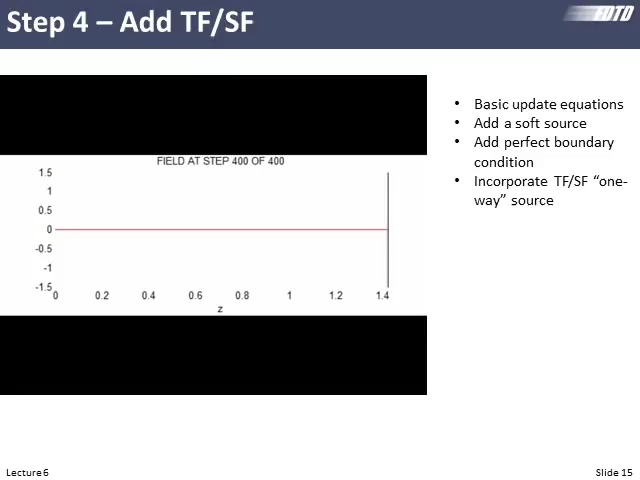 Step 4 – Add TF/SF
FDTD
FIELD AT STEP 400 OF 400
1.5
1
0.5
0
-0.5
-1
-1.5
0 0.2 0.4 0.6 0.8 1 1.2 1.4
z
• Basic update equations
• Add a soft source
• Add perfect boundary
condition
• Incorporate TF/SF “one-
way” source
Lecture 6
Slide 15